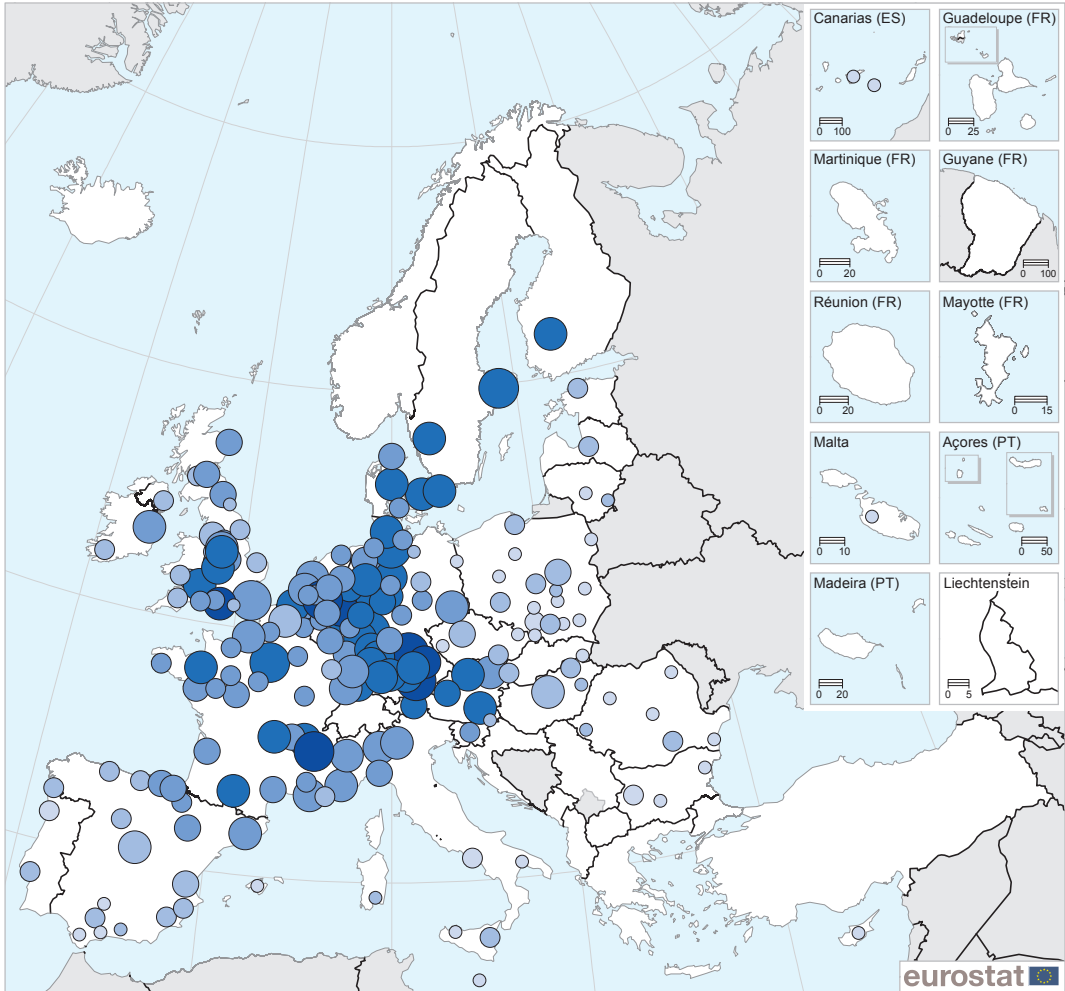 Canarias (ES)
0 100
Guadeloupe (FR)
0 25
Martinique (FR)
0 20
Guyane (FR)
0 100
Réunion (FR)
0 20
Mayotte (FR)
0 15
Malta
0 10
Açores (PT)
0 50
Madeira (PT)
0 20
Liechtenstein
0 5
eurostat